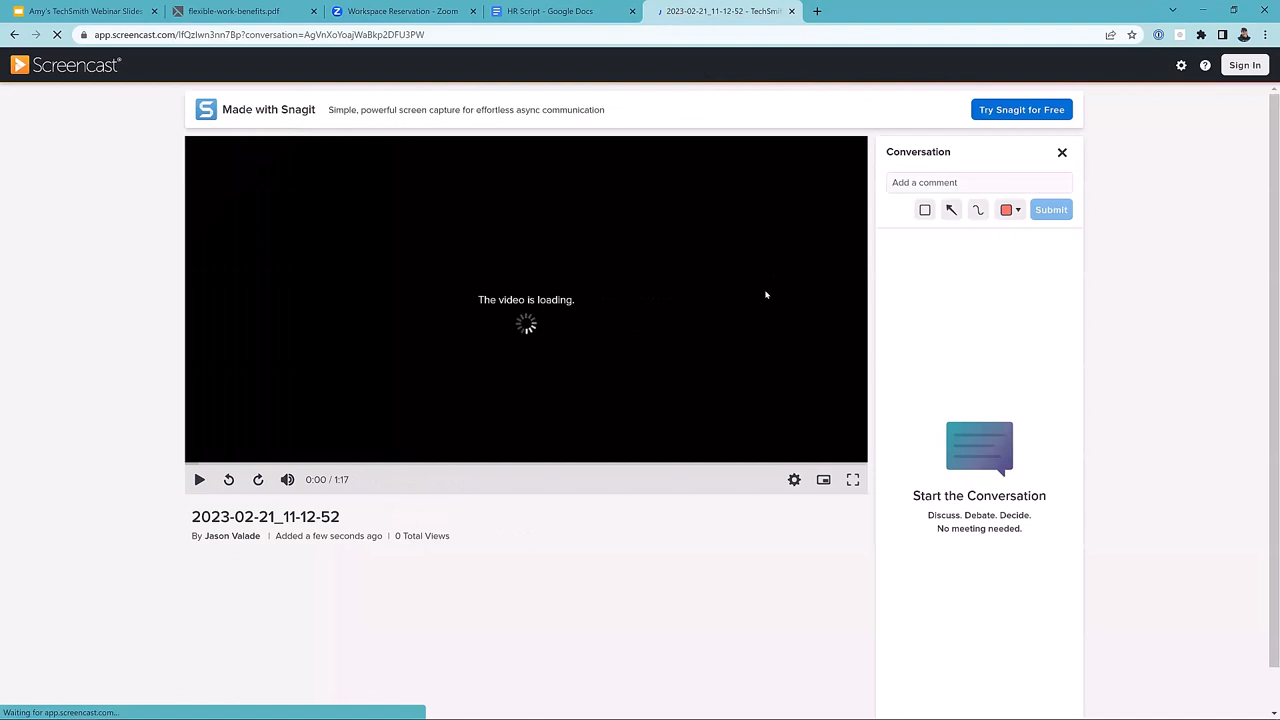 Amy's TechSmith Webinar Slides
flexible-work-benefits.pdf
Workspace Reservation - Zoom
HR Script - Google Docs
2023-02-21_11-12-52 - TechSmit
app.screencast.com/lfQzlwn3nn7Bp?conversation=AgVnXoYoajWaBkp2DFU3PW
Screencast®
Sign In
Made with Snagit
Simple, powerful screen capture for effortless async communication
Try Snagit for Free
Conversation
Add a comment
Submit
The video is loading.
0:00 / 1:17
Start the Conversation
Discuss. Debate. Decide.
No meeting needed.
2023-02-21_11-12-52
By Jason Valade | Added a few seconds ago | 0 Total Views
Waiting for app.screencast.com...